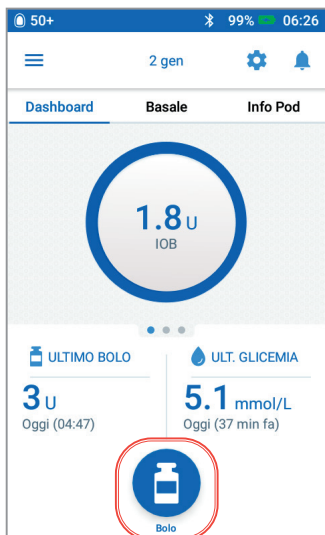 50+ 99% 06:26
2 gen
Dashboard Basale Info Pod
1.8 U
IOB
ULTIMO BOLO
3 U
Oggi (04:47)
ULT. GLICEMIA
5.1 mmol/L
Oggi (37 min fa)
Bolo